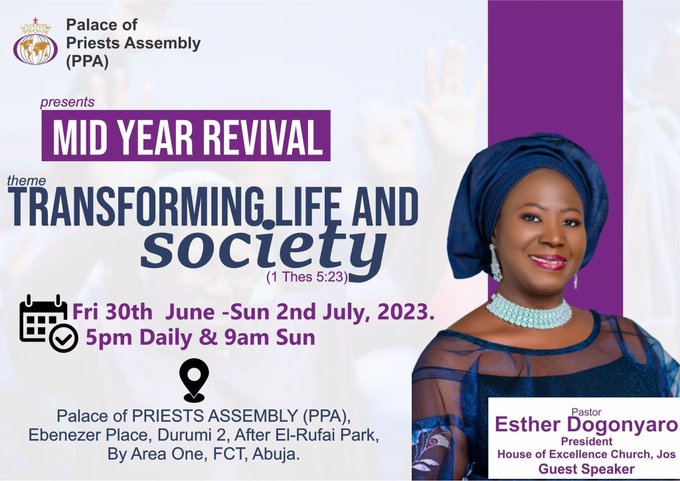 Palace of
Priests Assembly
(PPA)
presents
MID YEAR REVIVAL
theme
TRANSFORMING LIFE AND
society
(1 Thes 5:23)
Fri 30th June -Sun 2nd July, 2023.
5pm Daily & 9am Sun
Palace of PRIESTS ASSEMBLY (PPA),
Ebenezer Place, Durumi 2, After El-Rufai Park,
By Area One, FCT, Abuja.
Pastor
Esther Dogonyaro
President
House of Excellence Church, Jos
Guest Speaker